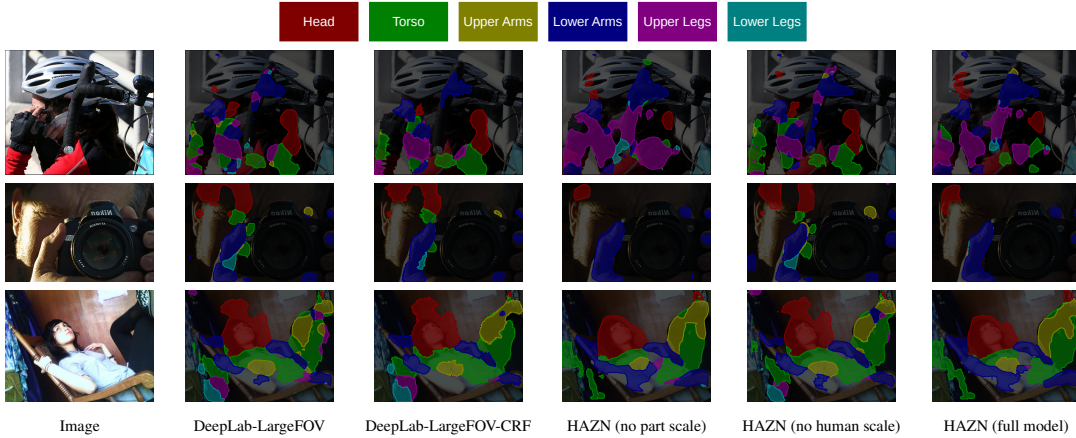 Head Torso Upper Arms Lower Arms Upper Legs Lower Legs
Nikon
Image DeepLab-LargeFOV DeepLab-LargeFOV-CRF HAZN (no part scale) HAZN (no human scale) HAZN (full model)